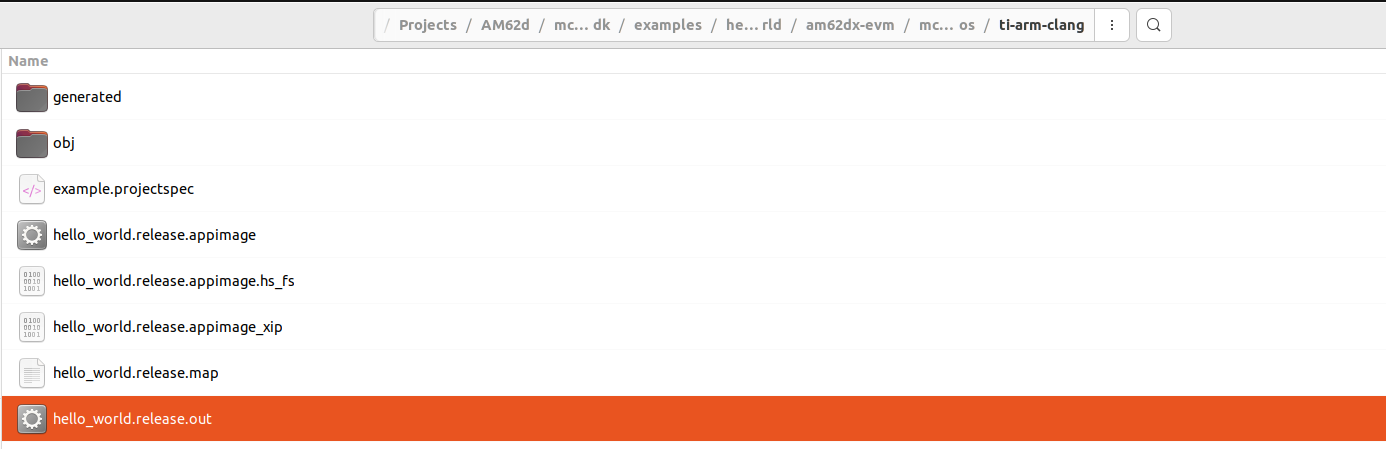 / Projects / AM62d / mc... dk / examples / he... rld / am62dx-evm / mc... os / ti-arm-clang
Name
generated
obj
example.projectspec
hello_world.release.appimage
hello_world.release.appimage.hs_fs
hello_world.release.appimage_xip
hello_world.release.map
hello_world.release.out